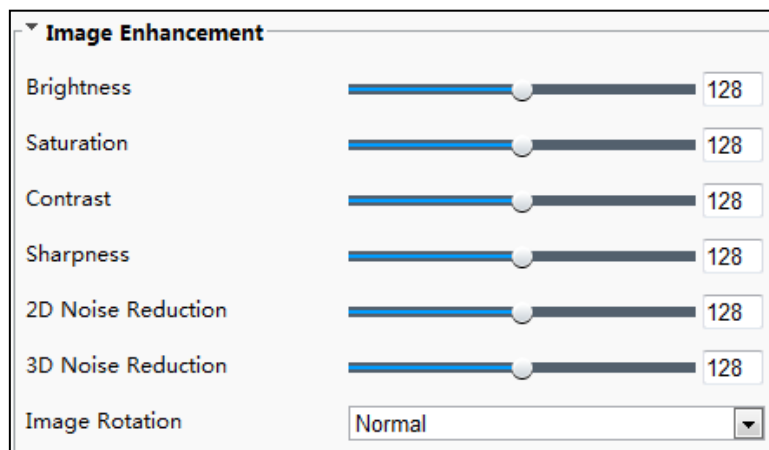 Image Enhancement
Brightness 128
Saturation 128
Contrast 128
Sharpness 128
2D Noise Reduction 128
3D Noise Reduction 128
Image Rotation Normal